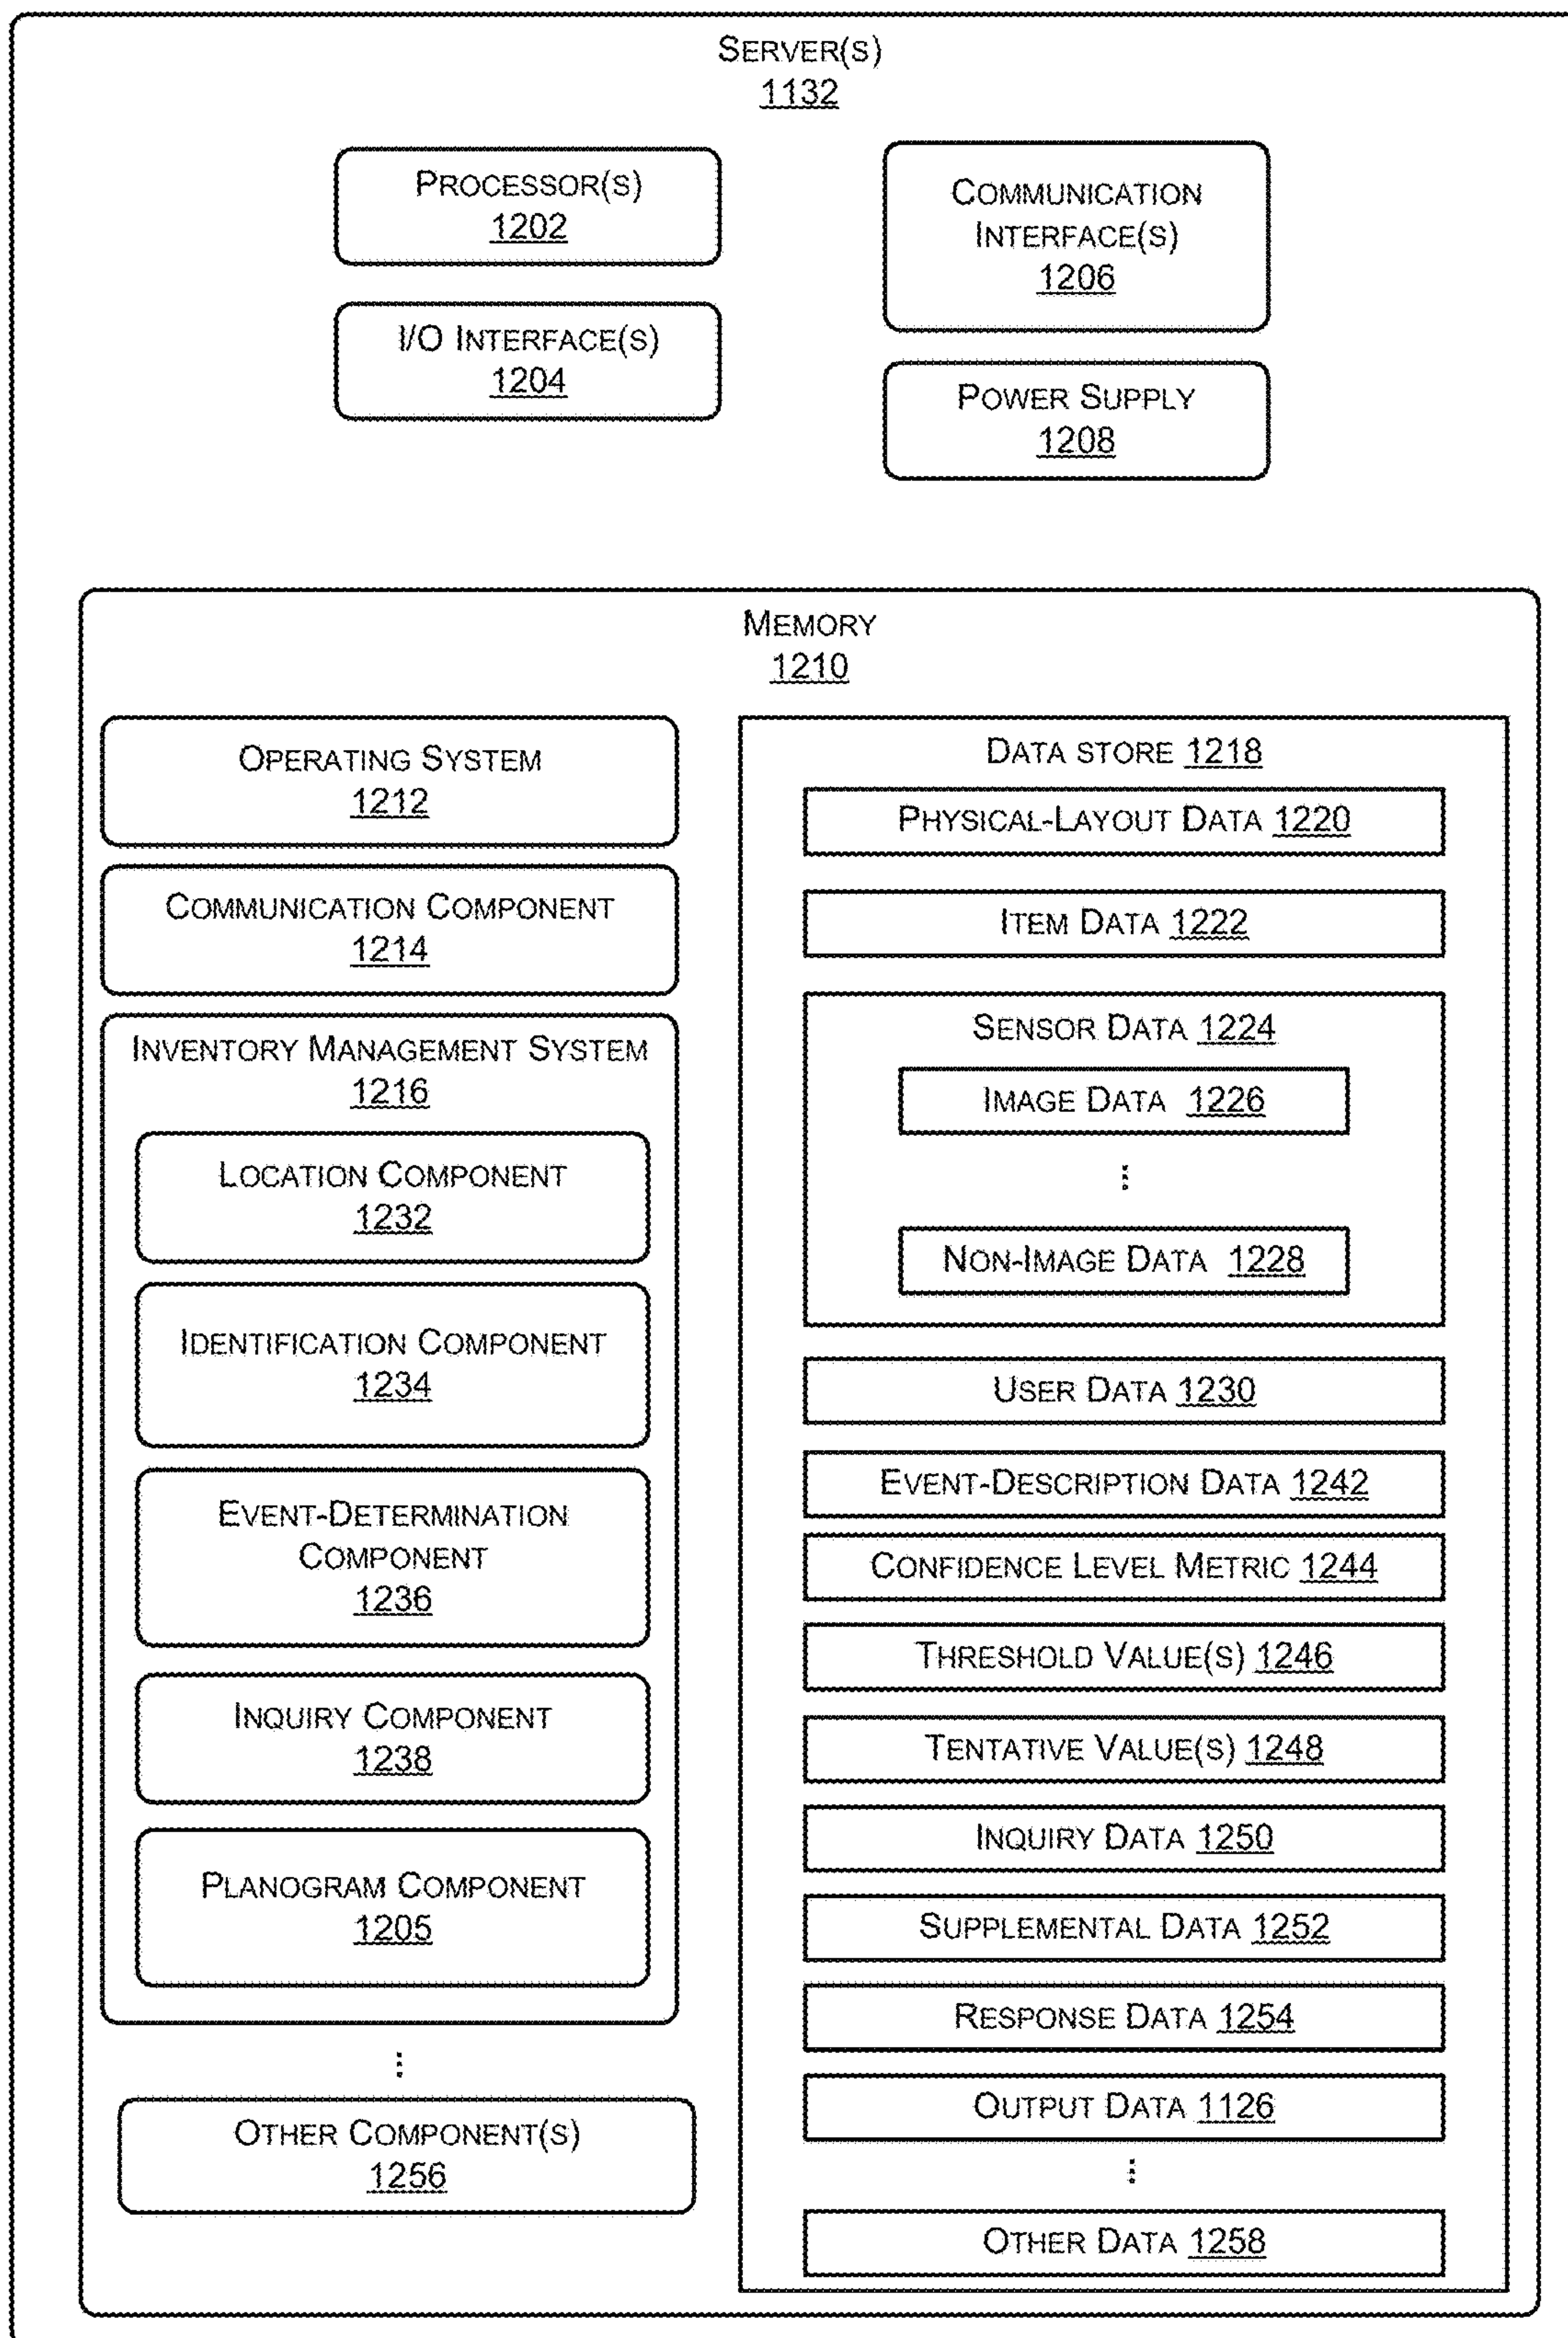 SERVER(S)
1132
PROCESSOR(S)
1202
I/O INTERFACE(S)
1204
COMMUNICATION
INTERFACE(S)
1206
POWER SUPPLY
1208
MEMORY
1210
OPERATING SYSTEM
1212
COMMUNICATION COMPONENT
1214
INVENTORY MANAGEMENT SYSTEM
1216
LOCATION COMPONENT
1232
IDENTIFICATION COMPONENT
1234
EVENT-DETERMINATION
COMPONENT
1236
INQUIRY COMPONENT
1238
PLANOGRAM COMPONENT
1205
⋮
OTHER COMPONENT(S)
1256
DATA STORE 1218
PHYSICAL-LAYOUT DATA 1220
ITEM DATA 1222
SENSOR DATA 1224
IMAGE DATA 1226
⋮
NON-IMAGE DATA 1228
USER DATA 1230
EVENT-DESCRIPTION DATA 1242
CONFIDENCE LEVEL METRIC 1244
THRESHOLD VALUE(S) 1246
TENTATIVE VALUE(S) 1248
INQUIRY DATA 1250
SUPPLEMENTAL DATA 1252
RESPONSE DATA 1254
OUTPUT DATA 1126
⋮
OTHER DATA 1258